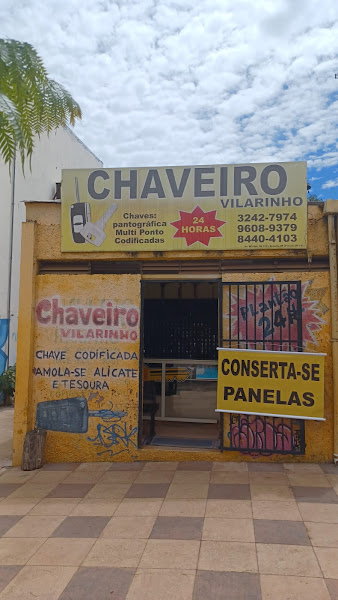 CHAVEIRO
VILARINHO
Chaves:
pantográfica
Multi Ponto
Codificadas
24
HORAS
3242-7974
9608-9379
8440-4103
Chaveiro
VILARINHO
CHAVE CODIFICADA
AMOLA-SE ALICATE
E TESOURA
PLANTÃO
24H
CONSERTA-SE
PANELAS